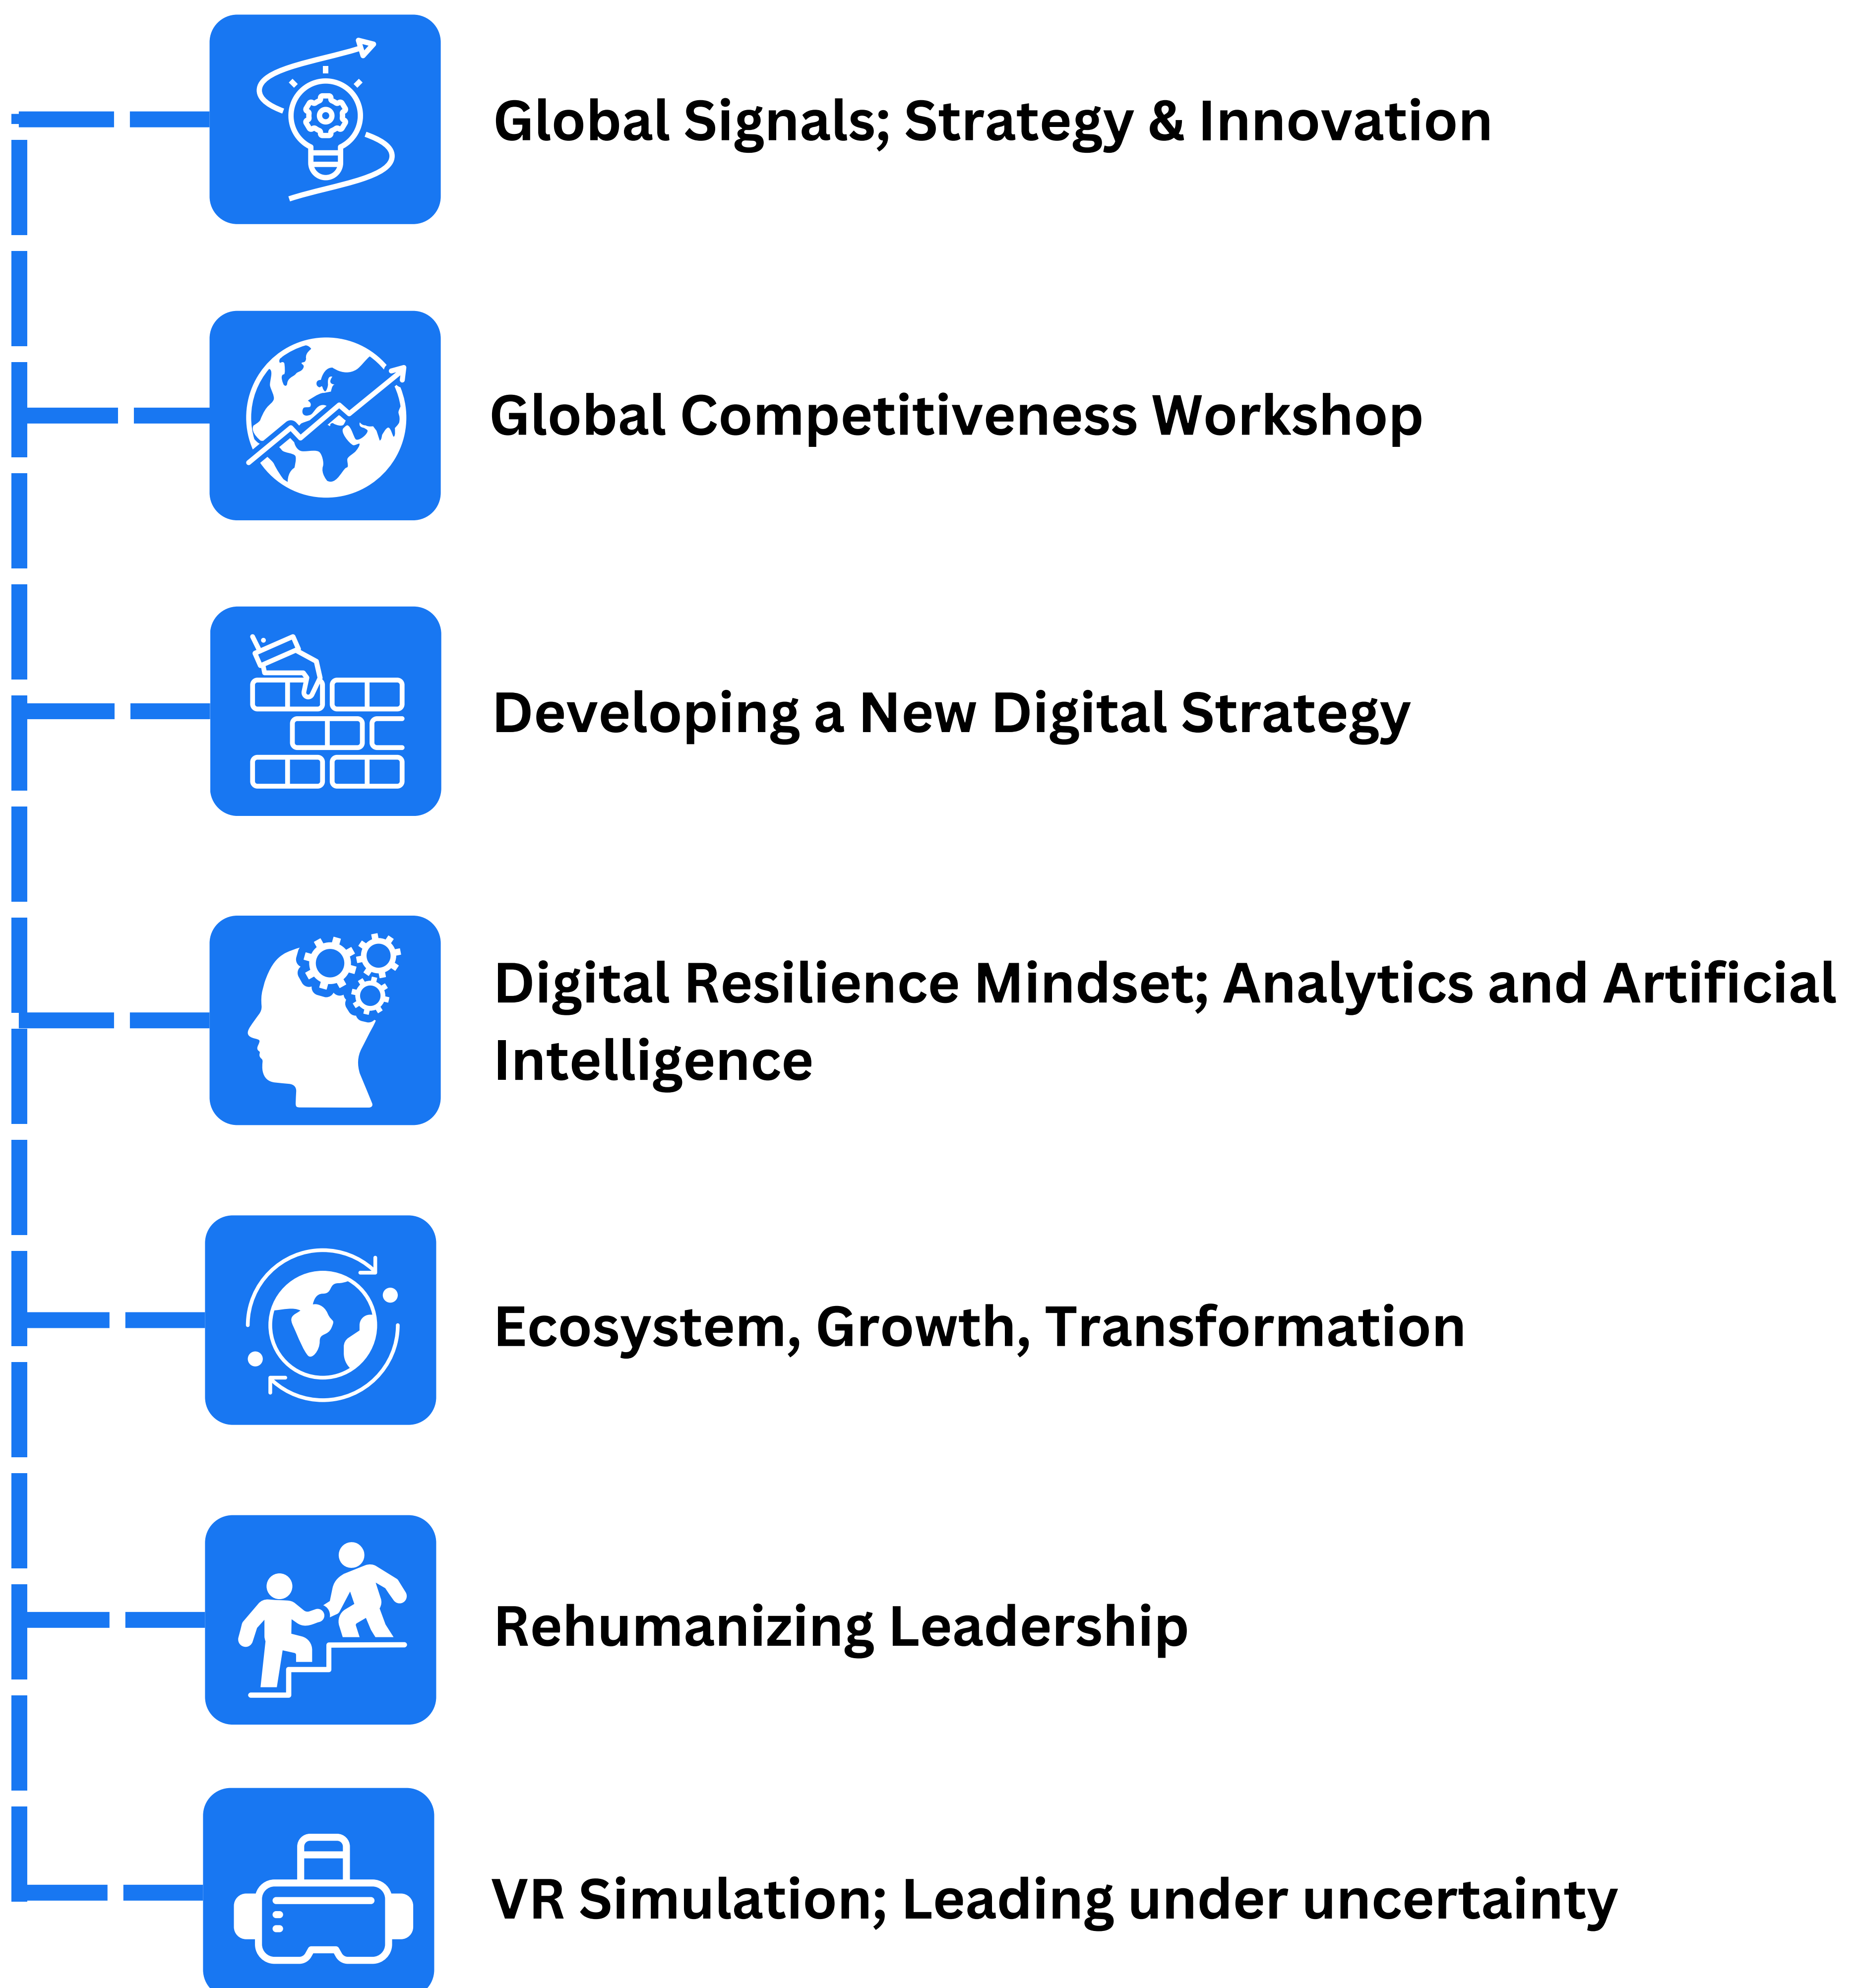 Global Signals; Strategy & Innovation
Global Competitiveness Workshop
Developing a New Digital Strategy
Digital Resilience Mindset; Analytics and Artificial
Intelligence
Ecosystem, Growth, Transformation
Rehumanizing Leadership
VR Simulation; Leading under uncertainty